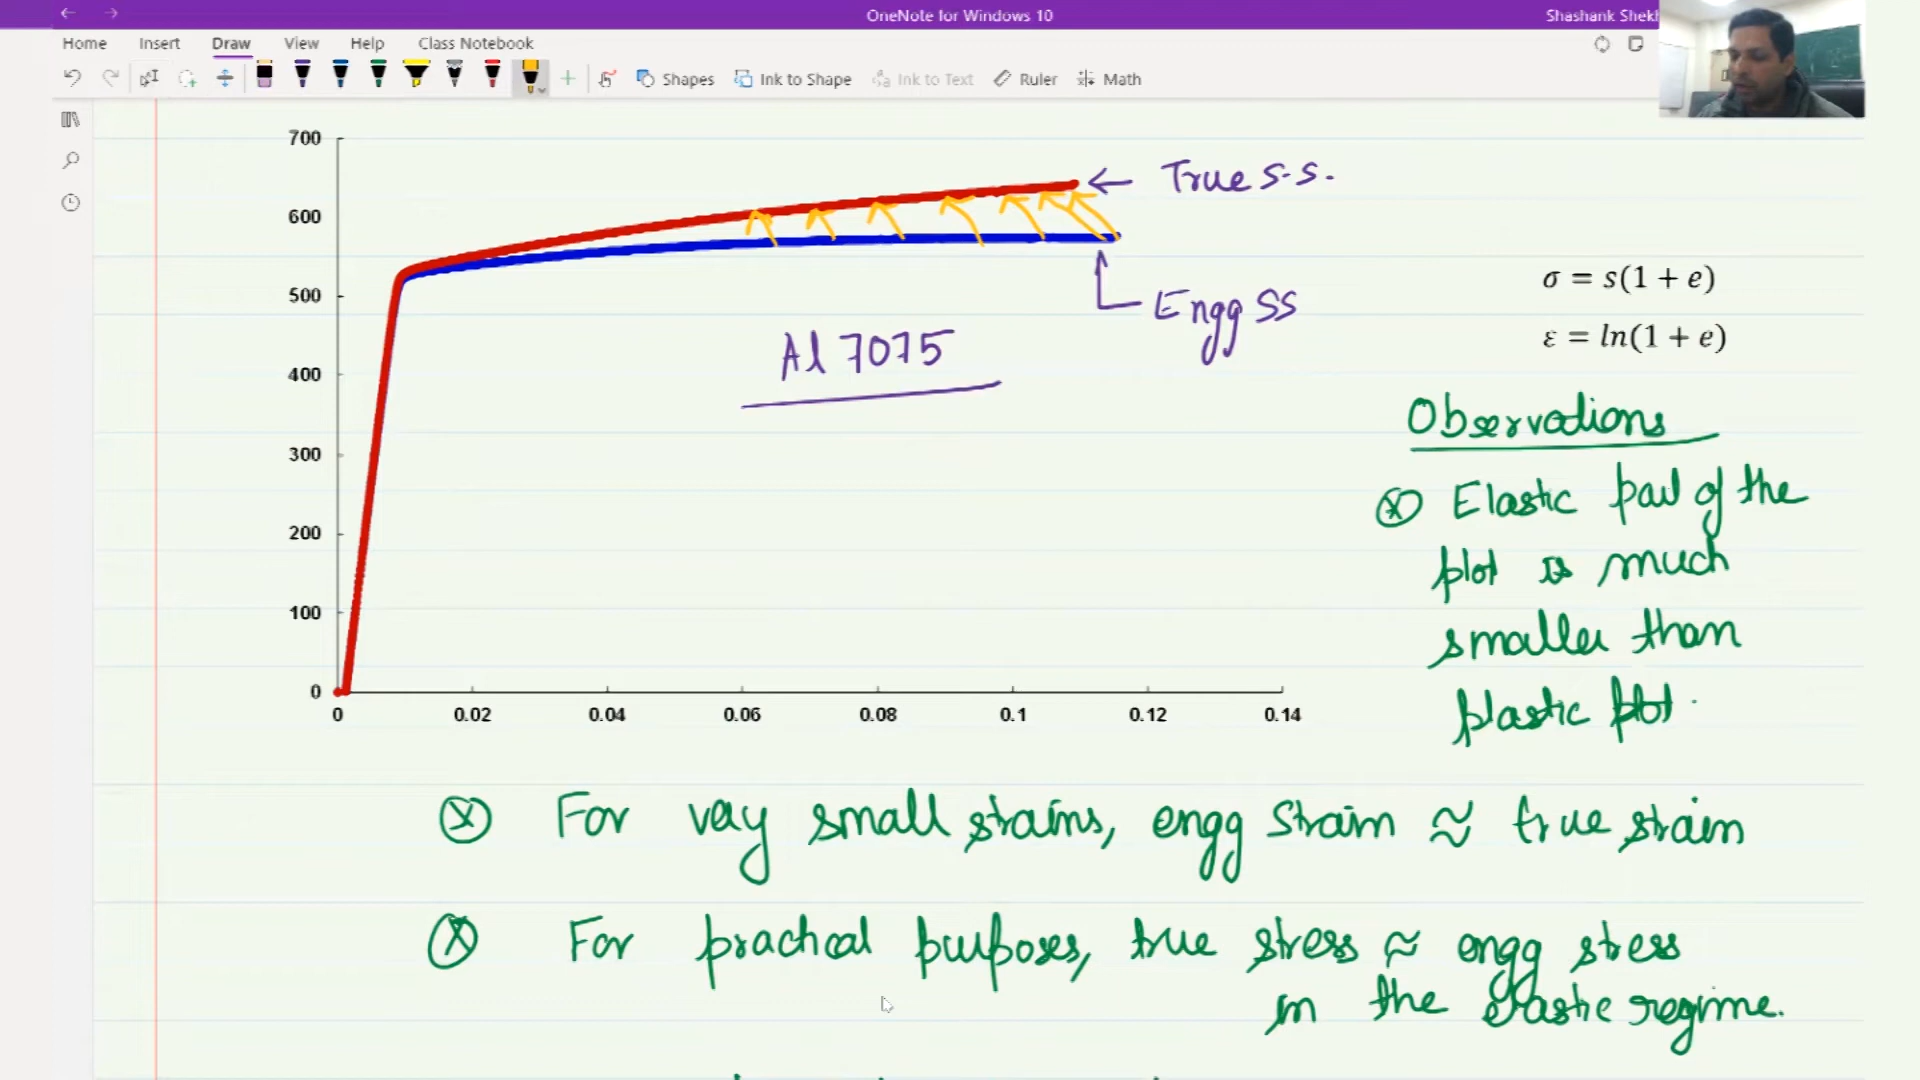 OneNote for Windows 10
Shashank Shekh
Home Insert Draw View Help Class Notebook
Shapes Ink to Shape Ink to Text Ruler Math
700
600
500
400
300
200
100
0
0 0.02 0.04 0.06 0.08 0.1 0.12 0.14
True S.S.
Engg SS
Al 7075
σ = s(1 + e)
ε = ln(1 + e)
Observations
Elastic part of the
plot is much
smaller than
plastic plot.
For very small strains, engg strain ≈ true strain
For practical purposes, true stress ≈ engg stress
in the elastic regime.